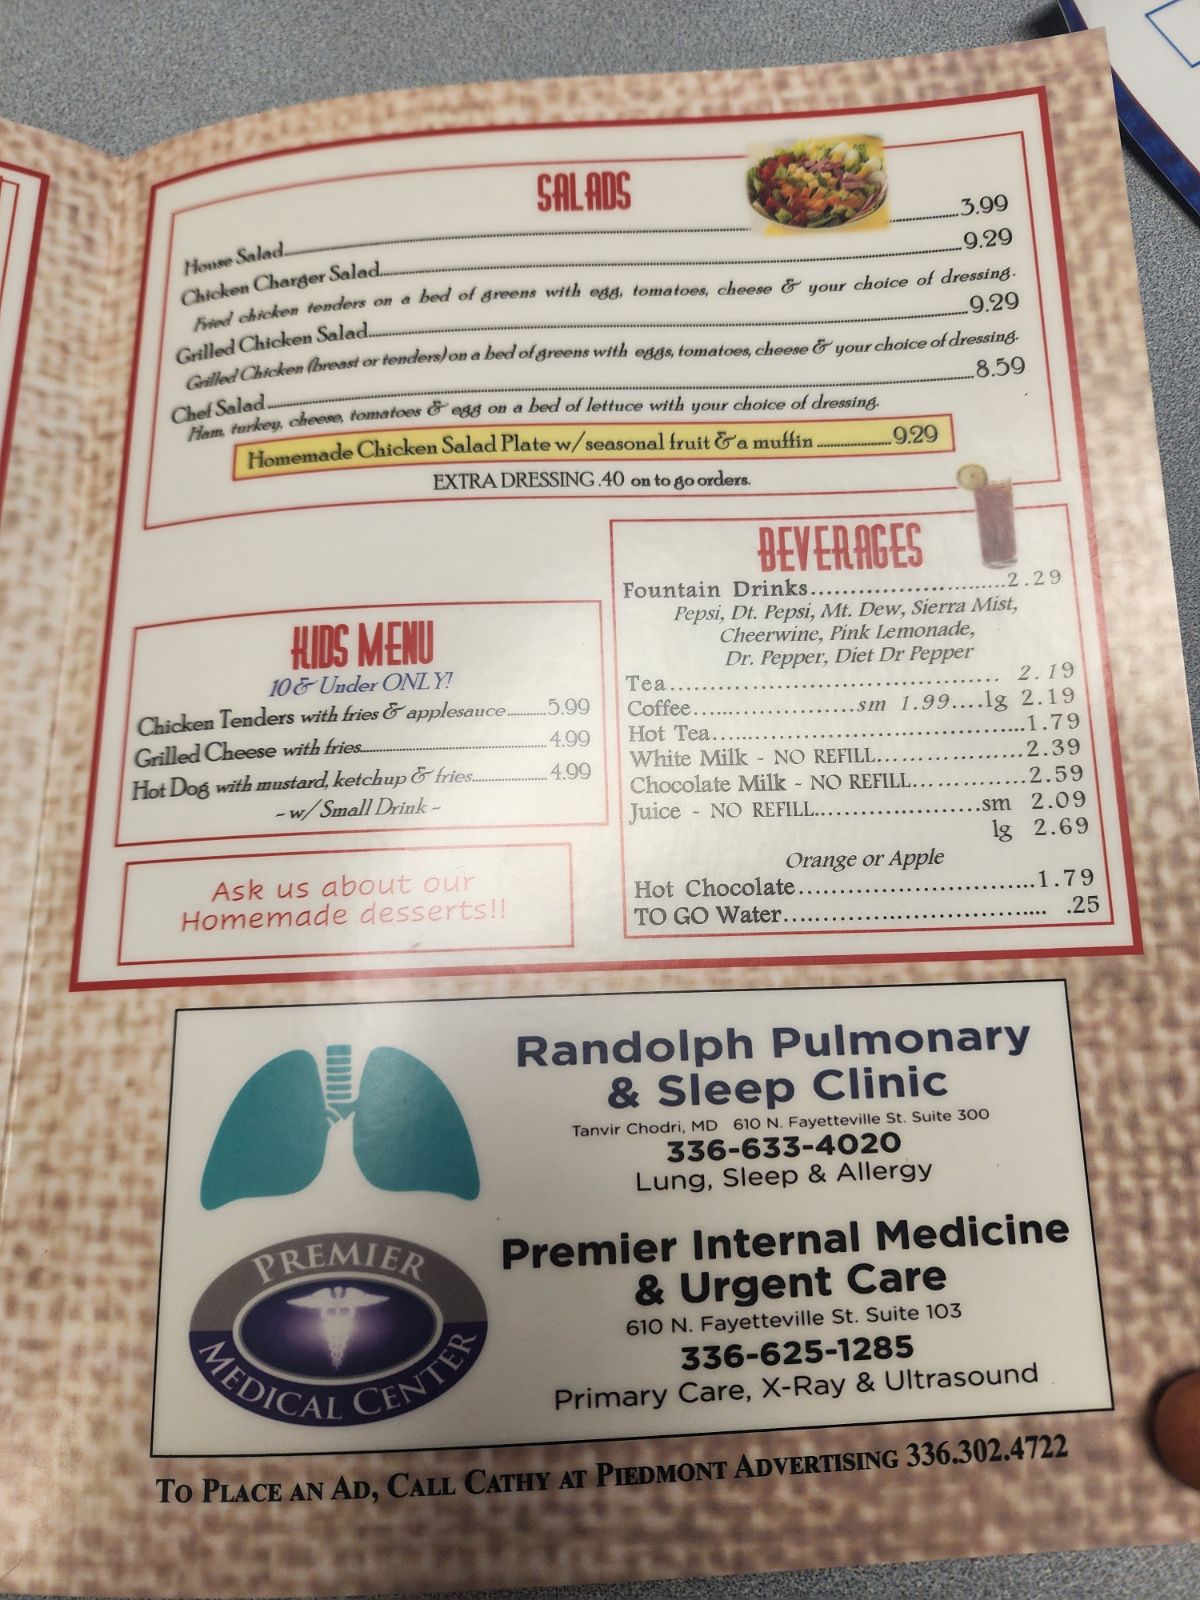 SALADS
House Salad..........3.99
Chicken Charger Salad..........9.29
Fried chicken tenders on a bed of greens with egg, tomatoes, cheese & your choice of dressing.
Grilled Chicken Salad..........9.29
Grilled Chicken (breast or tenders) on a bed of greens with eggs, tomatoes, cheese & your choice of dressing.
Chef Salad..........8.59
Ham, turkey, cheese, tomatoes & egg on a bed of lettuce with your choice of dressing.
Homemade Chicken Salad Plate w/seasonal fruit & a muffin..........9.29
EXTRA DRESSING .40 on to go orders.
KIDS MENU
10 & Under ONLY!
Chicken Tenders with fries & applesauce..........5.99
Grilled Cheese with fries..........4.99
Hot Dog with mustard, ketchup & fries..........4.99
~ w/ Small Drink ~
Ask us about our
Homemade desserts!!
BEVERAGES
Fountain Drinks..........2.29
Pepsi, Dt. Pepsi, Mt. Dew, Sierra Mist,
Cheerwine, Pink Lemonade,
Dr. Pepper, Diet Dr Pepper
Tea.......... 2.19
Coffee..........sm 1.99....lg 2.19
Hot Tea..........1.79
White Milk - NO REFILL..........2.39
Chocolate Milk - NO REFILL..........2.59
Juice - NO REFILL..........sm 2.09
lg 2.69
Orange or Apple
Hot Chocolate..........1.79
TO GO Water.......... .25
Randolph Pulmonary
& Sleep Clinic
Tanvir Chodri, MD 610 N. Fayetteville St. Suite 300
336-633-4020
Lung, Sleep & Allergy
PREMIER
MEDICAL CENTER
Premier Internal Medicine
& Urgent Care
610 N. Fayetteville St. Suite 103
336-625-1285
Primary Care, X-Ray & Ultrasound
TO PLACE AN AD, CALL CATHY AT PIEDMONT ADVERTISING 336.302.4722